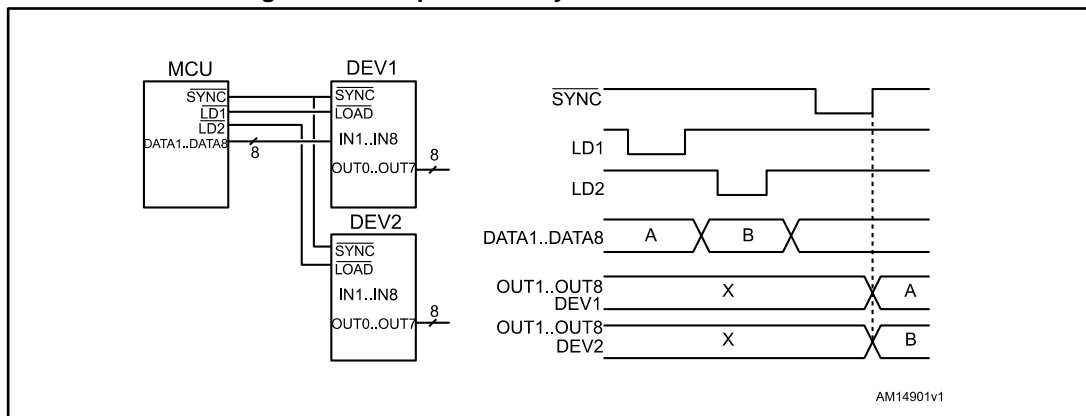 MCU
SYNC
LD1
LD2
DATA1..DATA8
8
DEV1
SYNC
LOAD
IN1..IN8
OUT0..OUT7
8
DEV2
SYNC
LOAD
IN1..IN8
OUT0..OUT7
8
SYNC
LD1
LD2
DATA1..DATA8 A B
OUT1..OUT8
DEV1
X A
OUT1..OUT8
DEV2
X B
AM14901v1